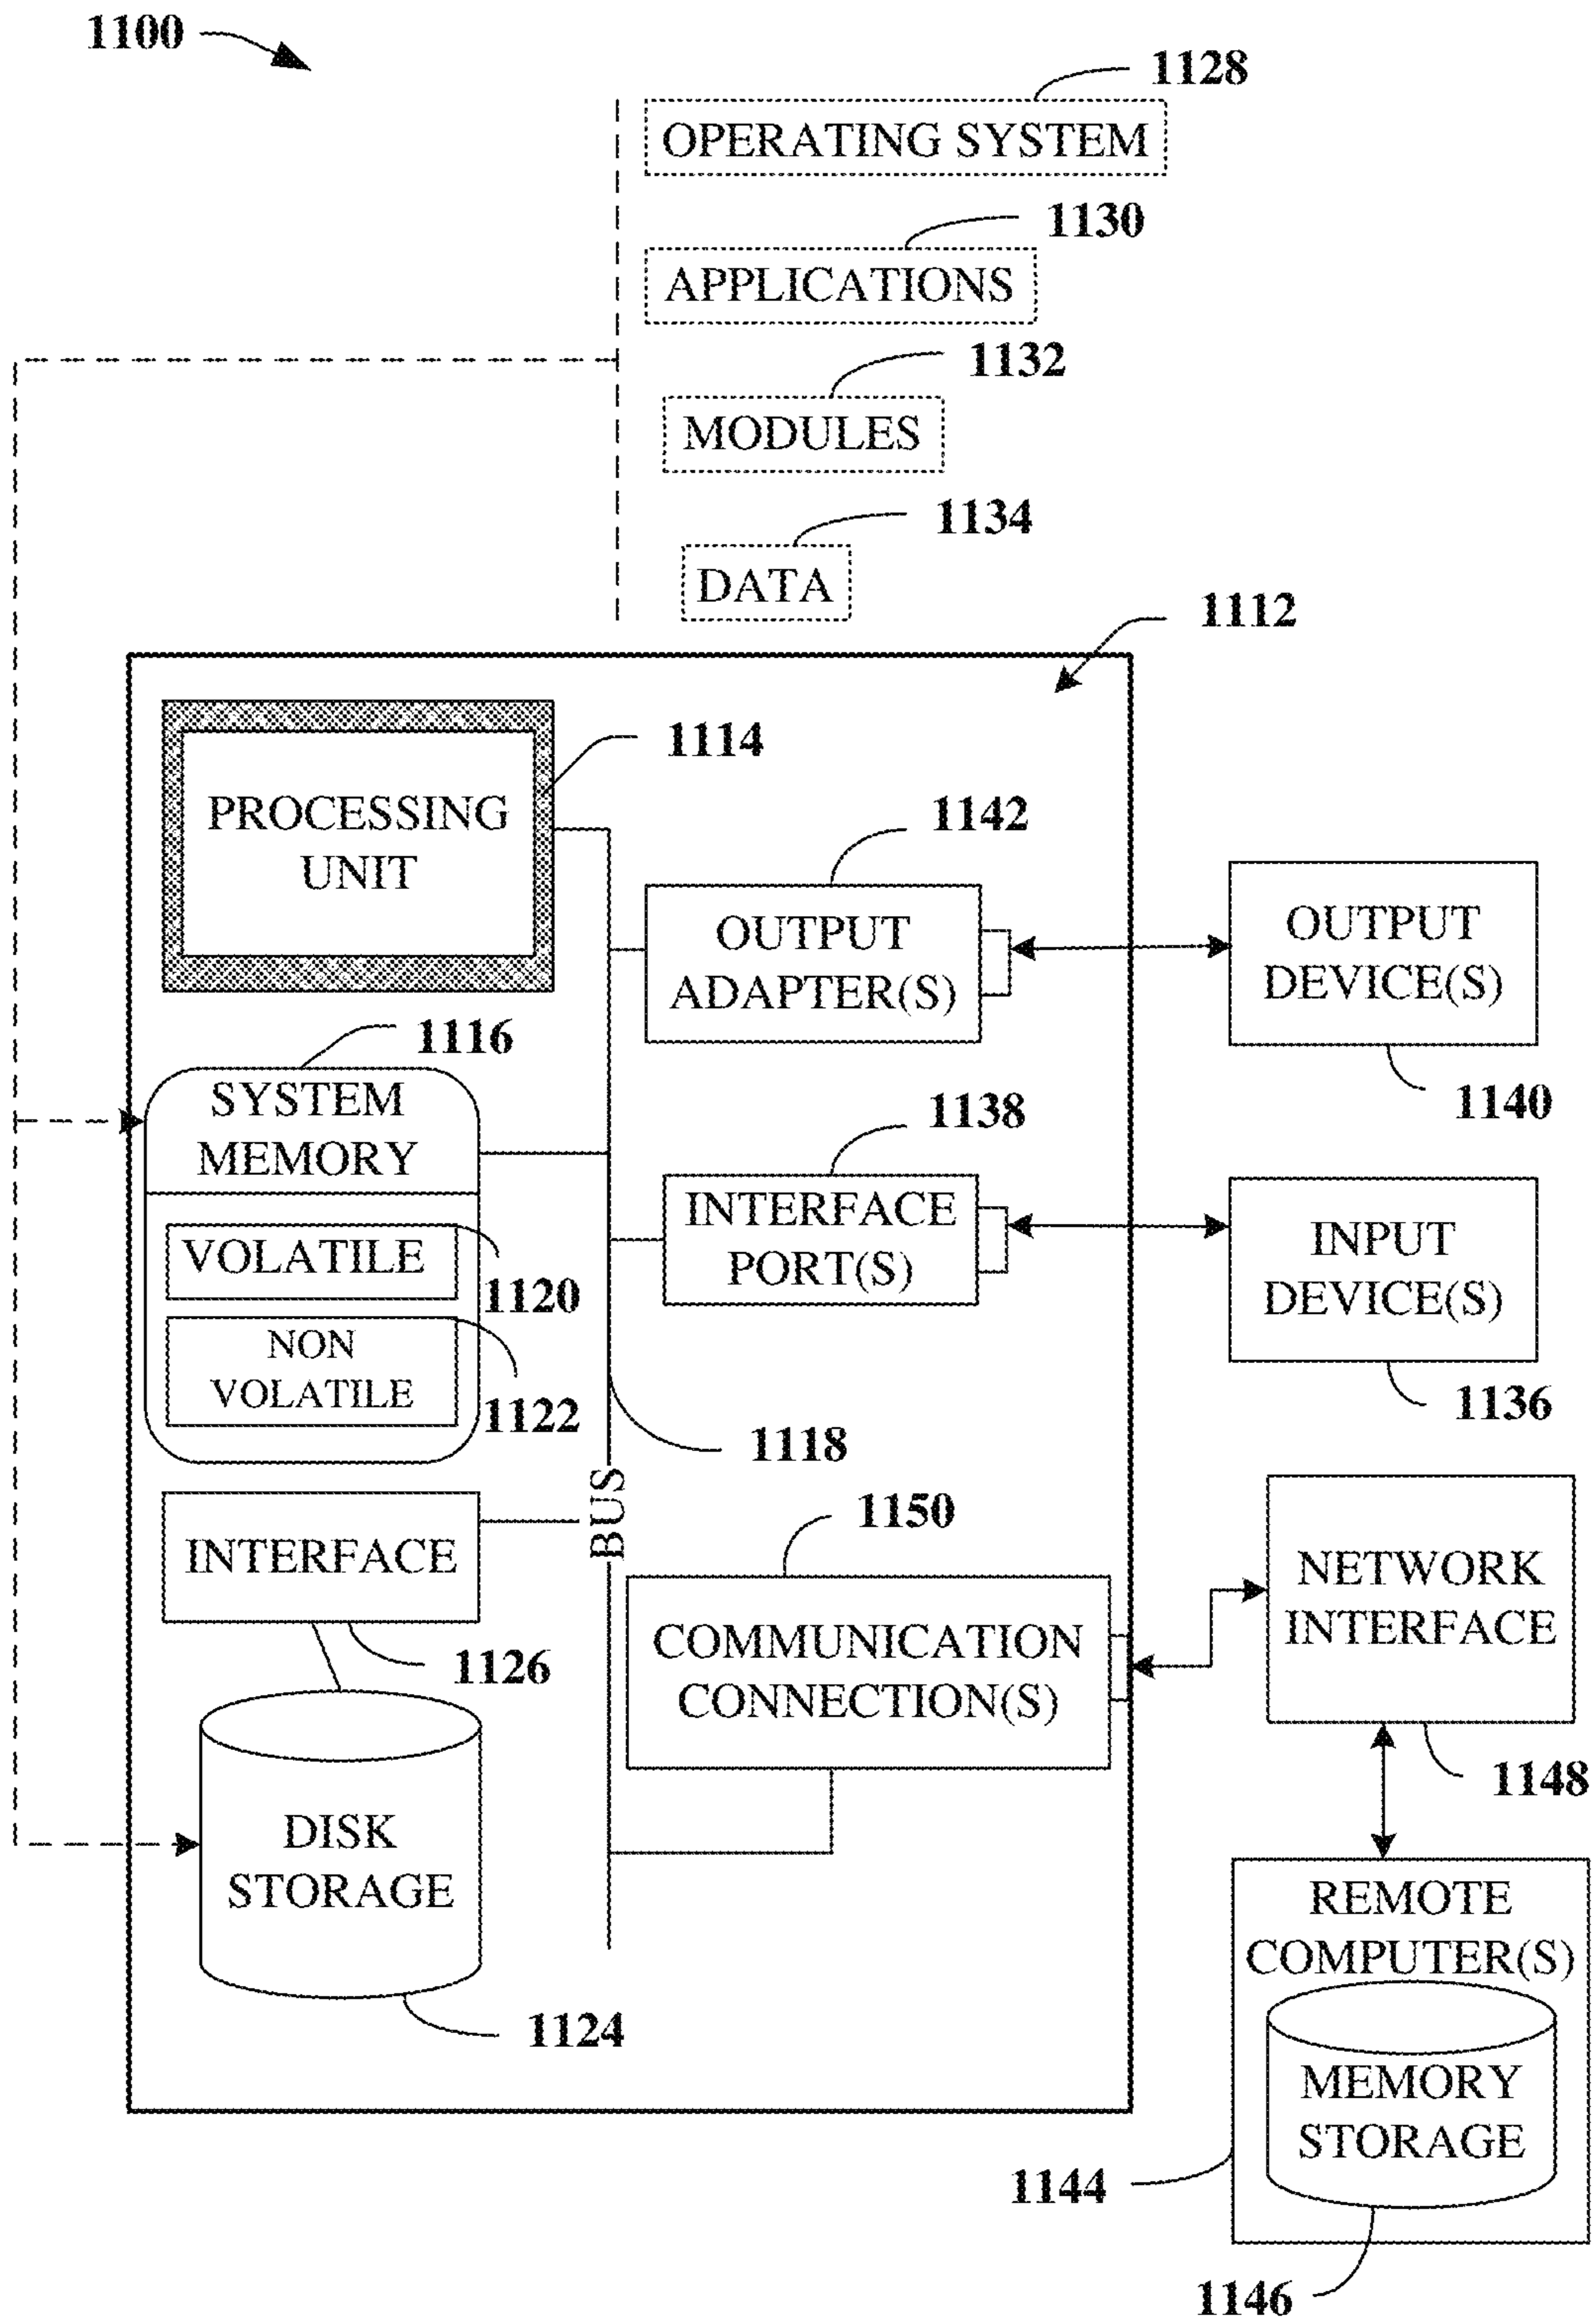 1100
1128
OPERATING SYSTEM
1130
APPLICATIONS
1132
MODULES
1134
DATA
1112
1114
PROCESSING
UNIT
1142
OUTPUT
ADAPTER(S)
OUTPUT
DEVICE(S)
1140
1116
SYSTEM
MEMORY
1138
INTERFACE
PORT(S)
INPUT
DEVICE(S)
1136
VOLATILE
1120
NON
VOLATILE
1122
1118
BUS
INTERFACE
1126
1150
COMMUNICATION
CONNECTION(S)
NETWORK
INTERFACE
1148
DISK
STORAGE
1124
REMOTE
COMPUTER(S)
MEMORY
STORAGE
1144
1146